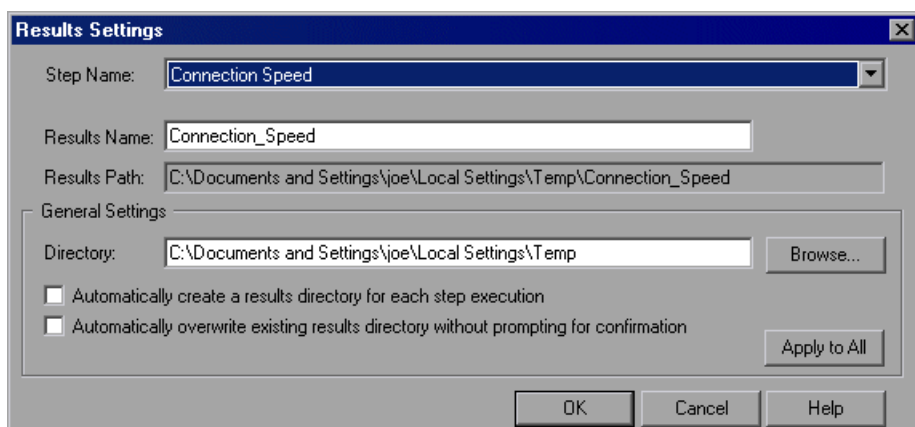 Results Settings
Step Name: Connection Speed
Results Name: Connection_Speed
Results Path: C:\Documents and Settings\joe\Local Settings\Temp\Connection_Speed
General Settings
Directory: C:\Documents and Settings\joe\Local Settings\Temp Browse...
Automatically create a results directory for each step execution
Automatically overwrite existing results directory without prompting for confirmation
Apply to All
OK Cancel Help